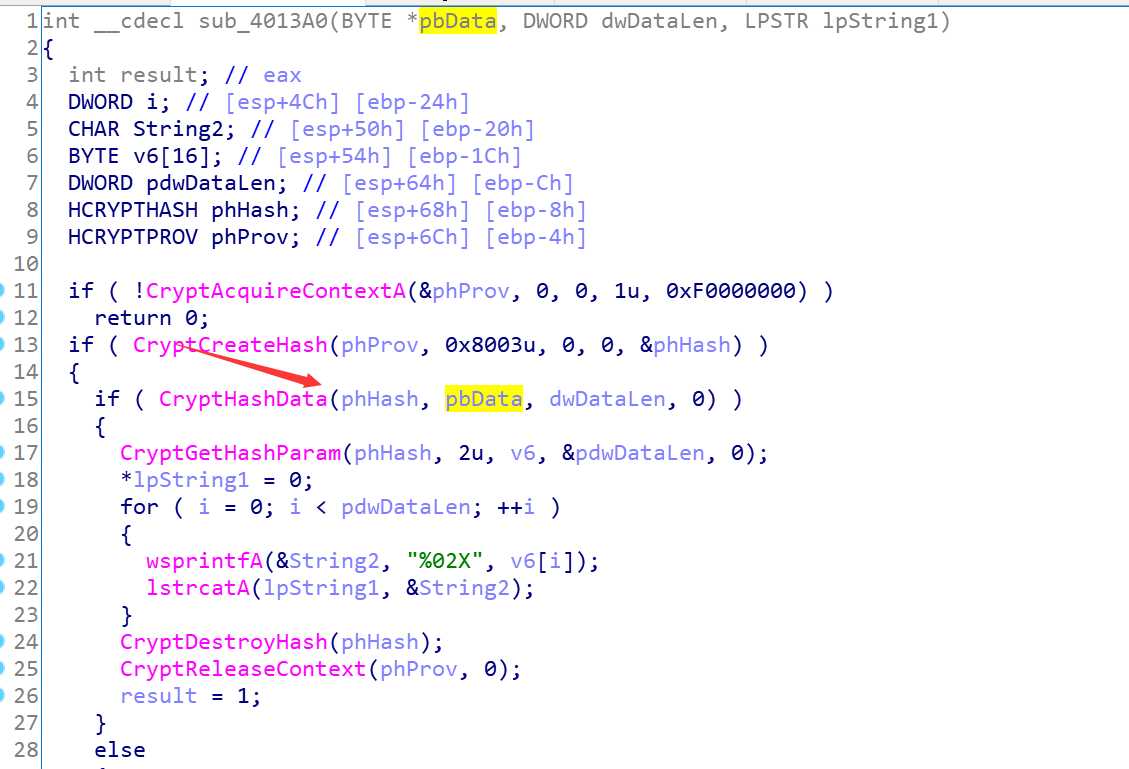 1 int __cdecl sub_4013A0(BYTE *pbData, DWORD dwDataLen, LPSTR lpString1)
2 {
3   int result; // eax
4   DWORD i; // [esp+4Ch] [ebp-24h]
5   CHAR String2; // [esp+50h] [ebp-20h]
6   BYTE v6[16]; // [esp+54h] [ebp-1Ch]
7   DWORD pdwDataLen; // [esp+64h] [ebp-Ch]
8   HCRYPTHASH phHash; // [esp+68h] [ebp-8h]
9   HCRYPTPROV phProv; // [esp+6Ch] [ebp-4h]
10
11   if ( !CryptAcquireContextA(&phProv, 0, 0, 1u, 0xF0000000) )
12     return 0;
13   if ( CryptCreateHash(phProv, 0x8003u, 0, 0, &phHash) )
14   {
15     if ( CryptHashData(phHash, pbData, dwDataLen, 0) )
16     {
17       CryptGetHashParam(phHash, 2u, v6, &pdwDataLen, 0);
18       *lpString1 = 0;
19       for ( i = 0; i < pdwDataLen; ++i )
20       {
21         wsprintfA(&String2, "%02X", v6[i]);
22         lstrcatA(lpString1, &String2);
23       }
24       CryptDestroyHash(phHash);
25       CryptReleaseContext(phProv, 0);
26       result = 1;
27     }
28     else